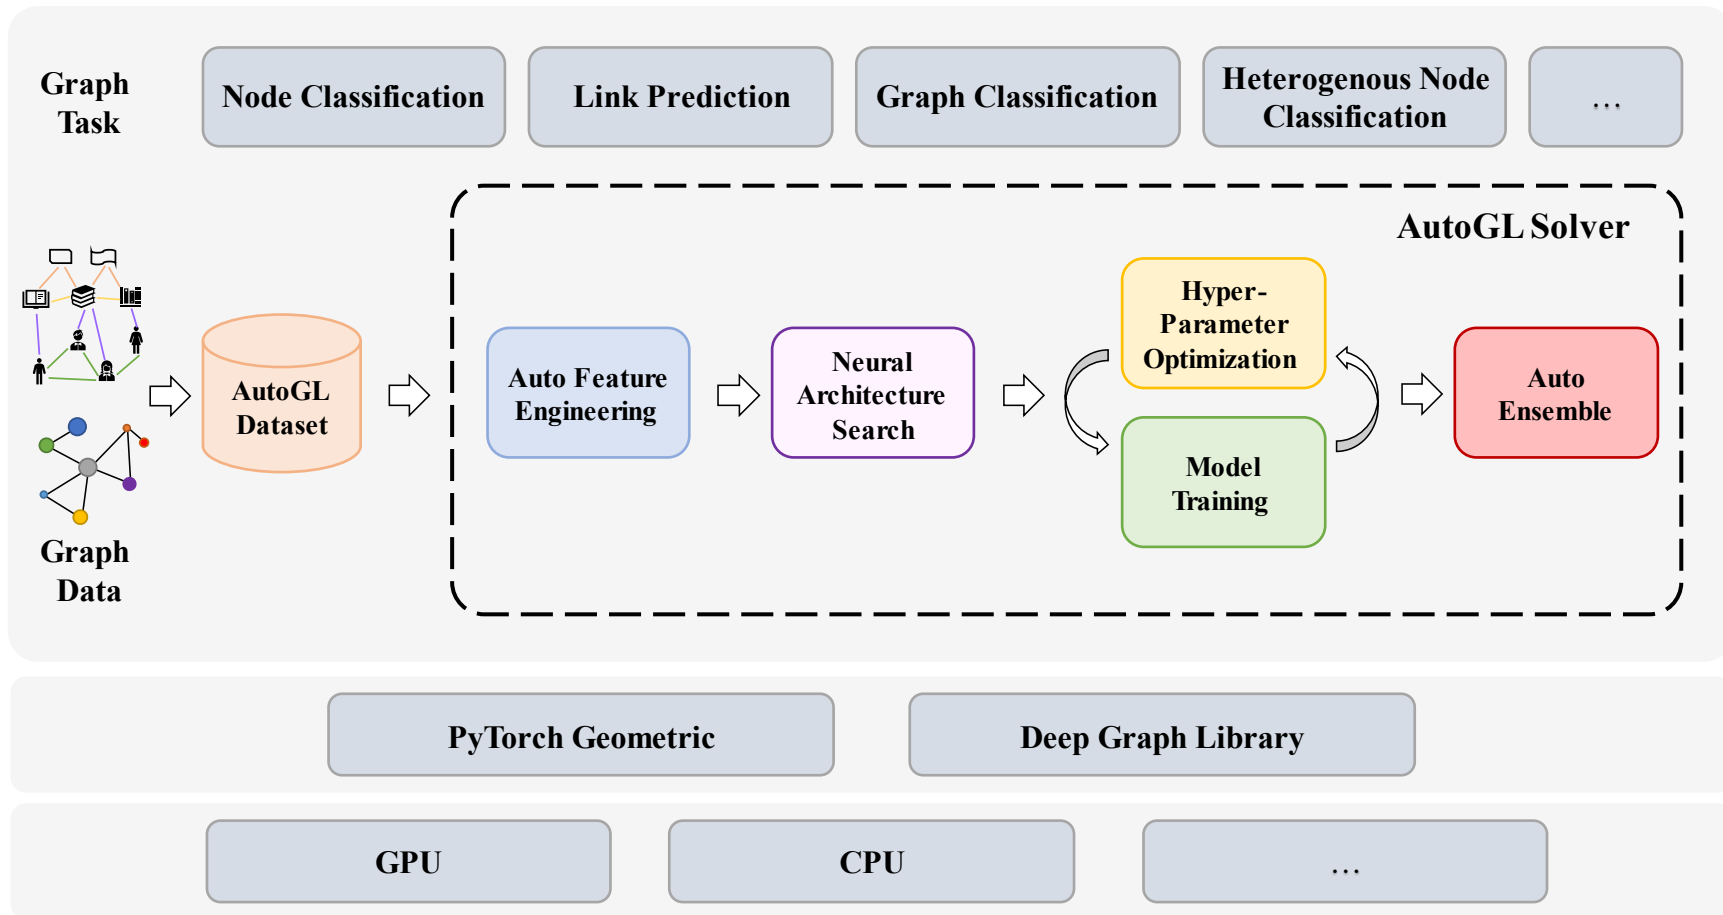 Graph
Task
Node Classification
Link Prediction
Graph Classification
Heterogenous Node
Classification
...
AutoGL Solver
Graph
Data
AutoGL
Dataset
Auto Feature
Engineering
Neural
Architecture
Search
Hyper-
Parameter
Optimization
Model
Training
Auto
Ensemble
PyTorch Geometric
Deep Graph Library
GPU
CPU
...